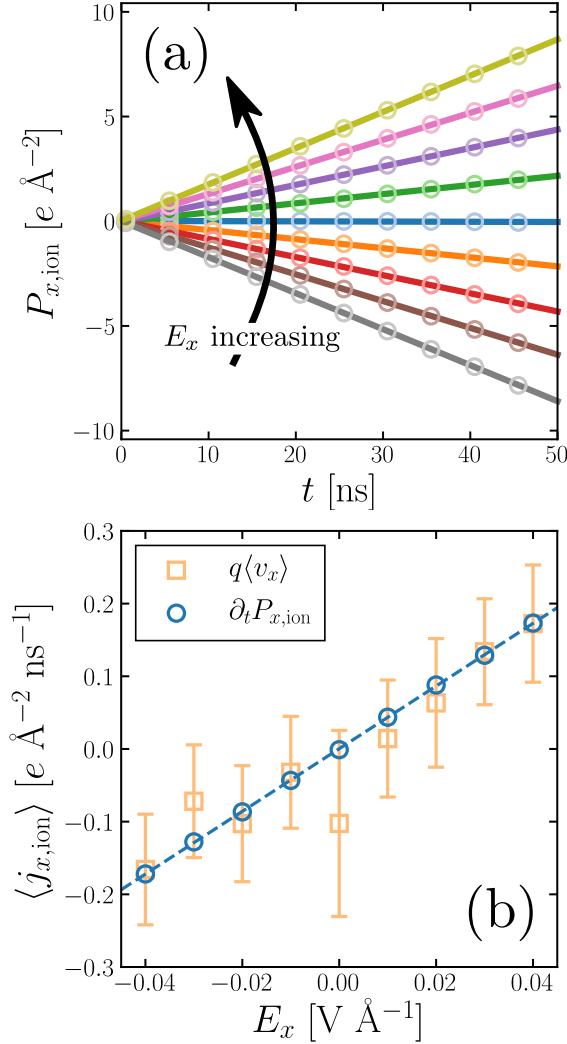 (a)
10
5
0
−5
−10
P_{x,ion} [e Å^{−2}]
E_x increasing
0 10 20 30 40 50
t [ns]
0.3
0.2
0.1
0.0
−0.1
−0.2
−0.3
⟨j_{x,ion}⟩ [e Å^{−2} ns^{−1}]
q⟨v_x⟩
∂_t P_{x,ion}
(b)
−0.04 −0.02 0.00 0.02 0.04
E_x [V Å^{−1}]